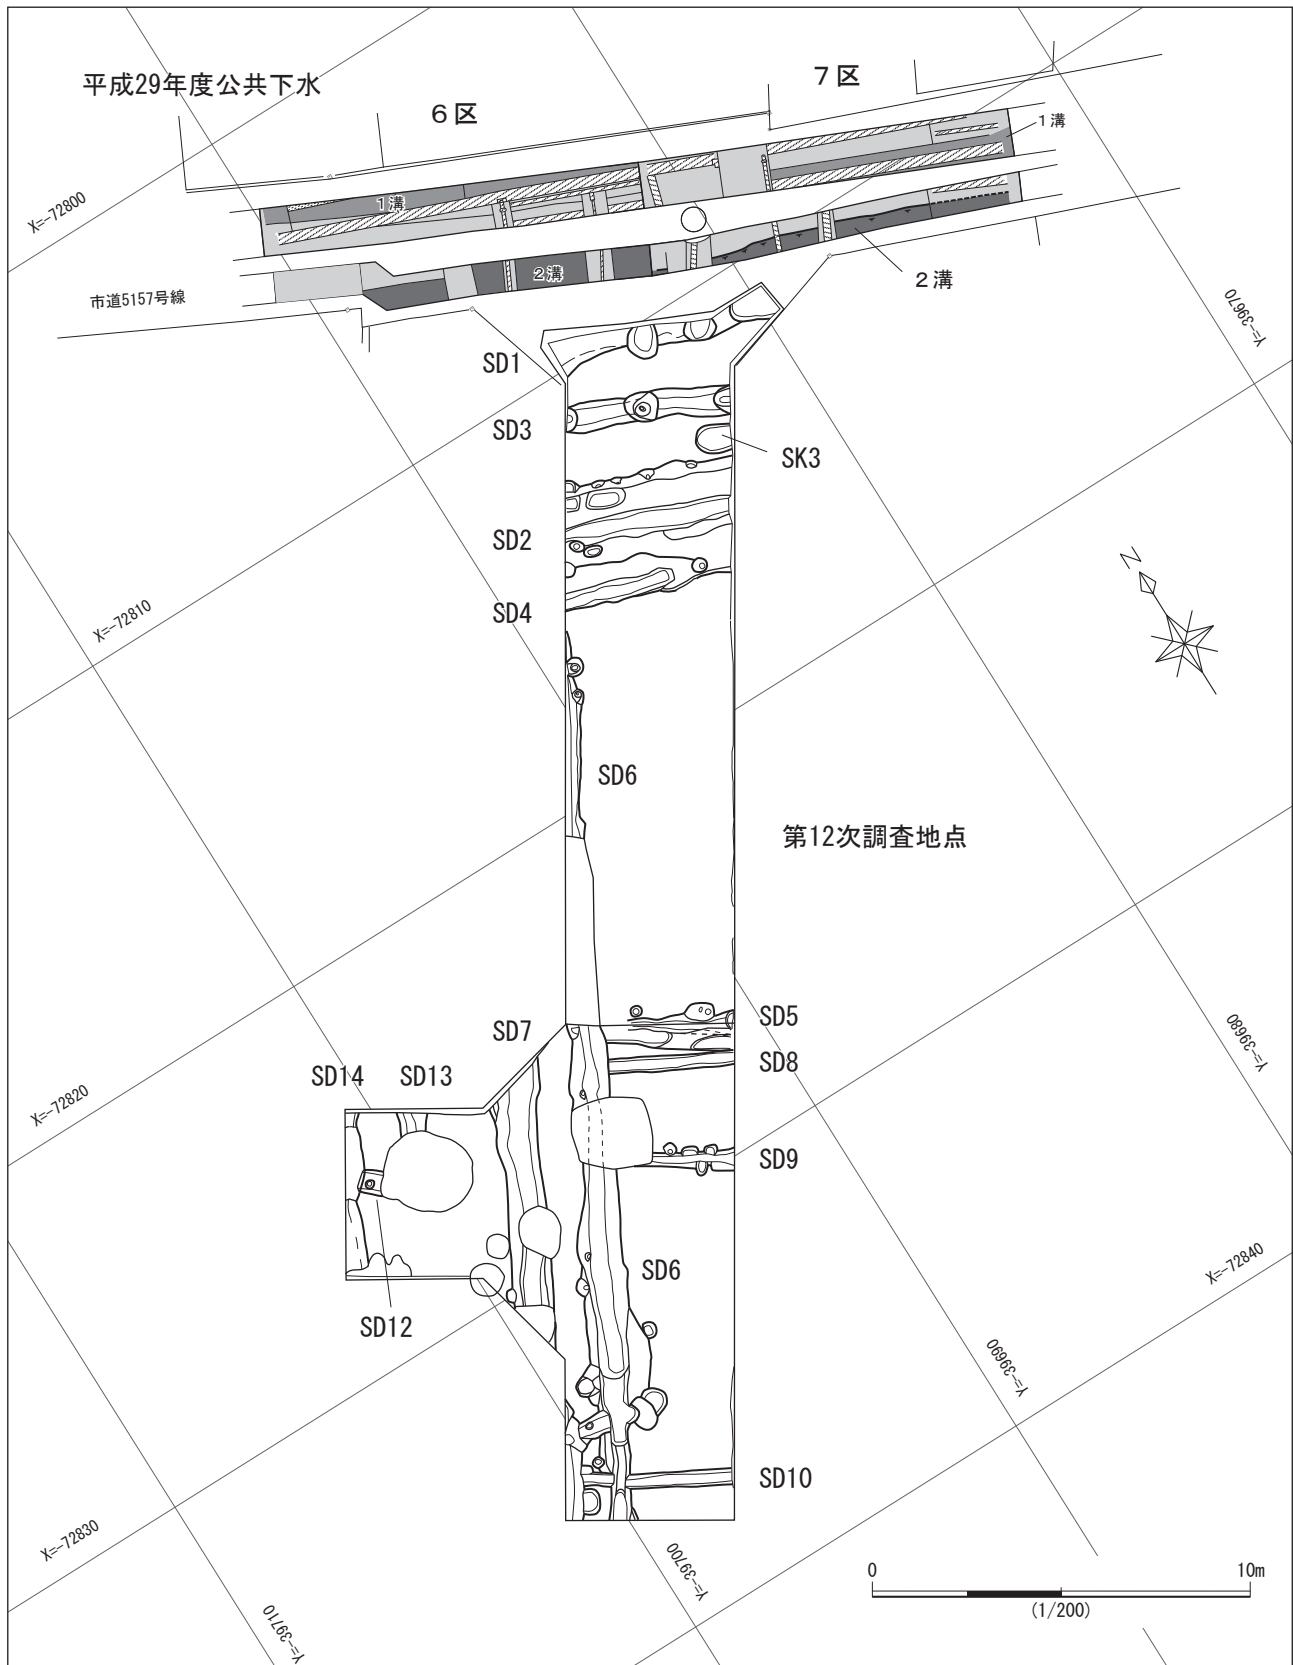 平成29年度公共下水
7区
6区
1溝
1溝
X=-72800
2溝
2溝
市道5157号線
Y=-39670
SD1
SD3
SK3
SD2
N
SD4
X=-72810
SD6
第12次調査地点
SD5
SD7
SD8
Y=-39680
SD14
SD13
X=-72820
SD9
SD6
X=-72840
SD12
Y=-39690
SD10
X=-72830
Y=-39700
0
10m
(1/200)
Y=-39710